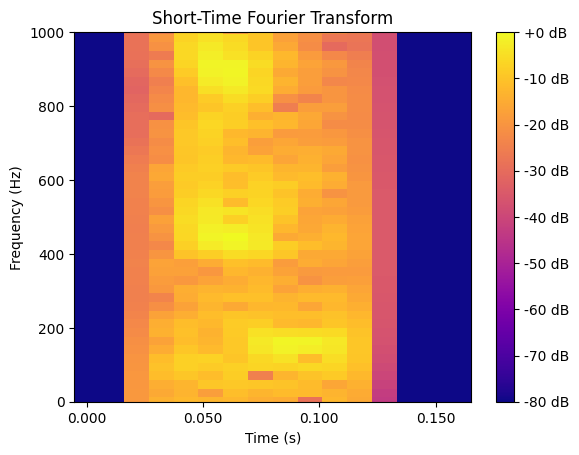 Short-Time Fourier Transform
1000
800
600
400
200
0
Frequency (Hz)
0.000
0.050
0.100
0.150
Time (s)
+0 dB
-10 dB
-20 dB
-30 dB
-40 dB
-50 dB
-60 dB
-70 dB
-80 dB